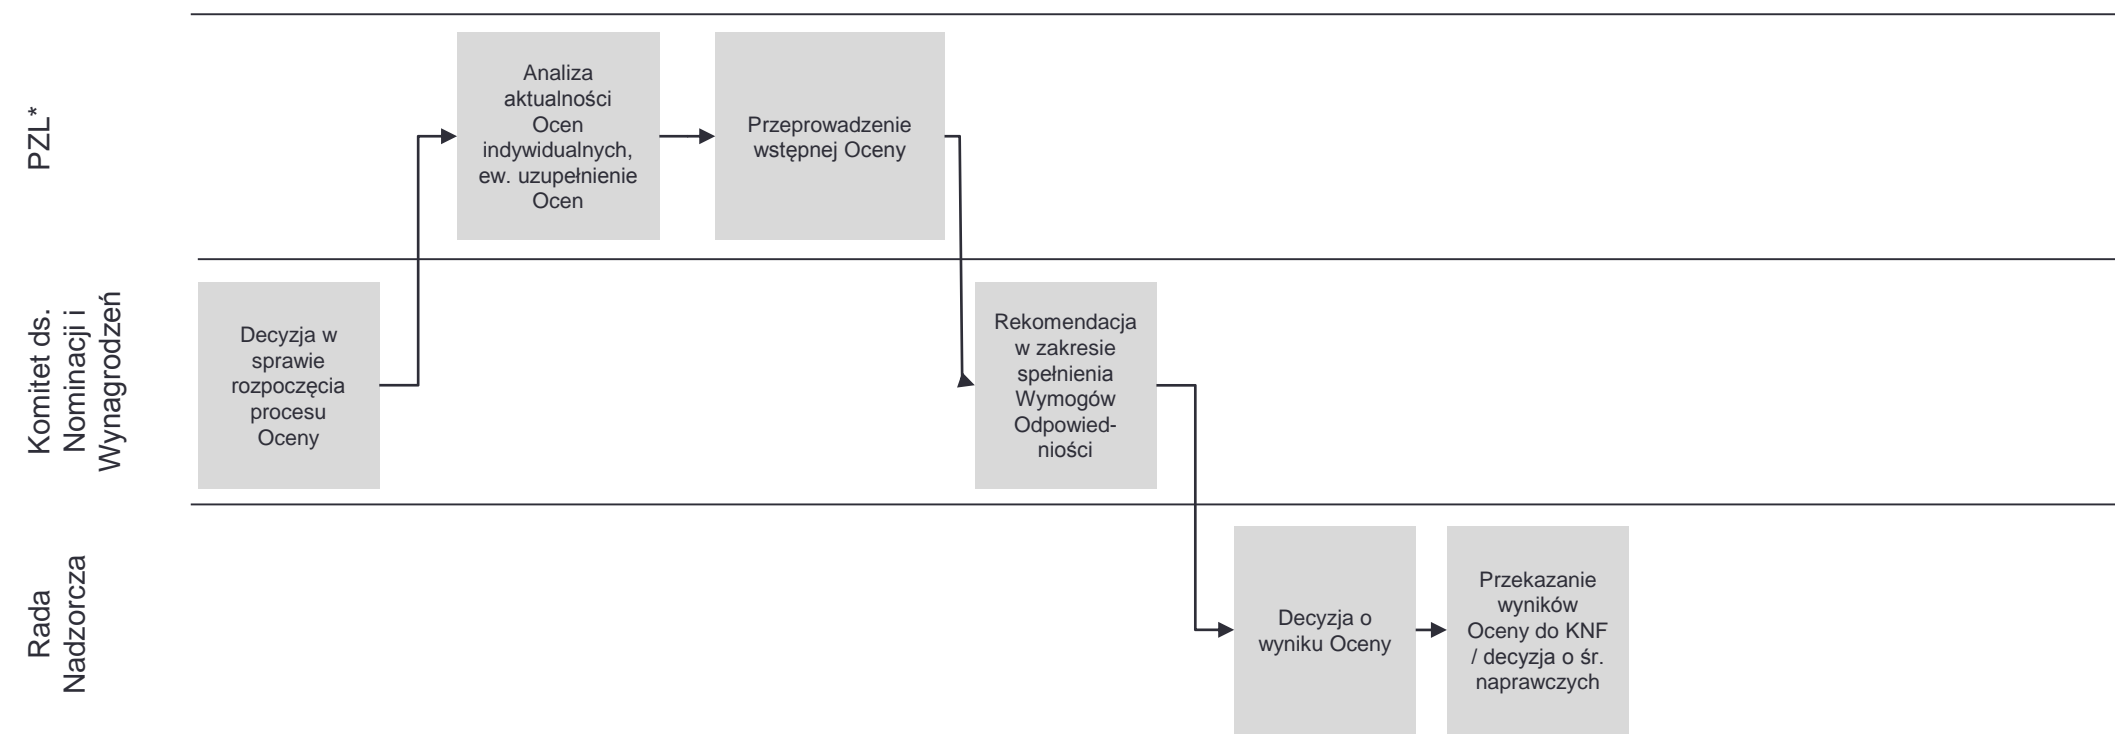 PZL*
Analiza
aktualności
Ocen
indywidualnych,
ew. uzupełnienie
Ocen
Przeprowadzenie
wstępnej Oceny
Komitet ds.
Nominacji i
Wynagrodzeń
Decyzja w
sprawie
rozpoczęcia
procesu
Oceny
Rekomendacja
w zakresie
spełnienia
Wymogów
Odpowied-
niości
Rada
Nadzorcza
Decyzja o
wyniku Oceny
Przekazanie
wyników
Oceny do KNF
/ decyzja o śr.
naprawczych